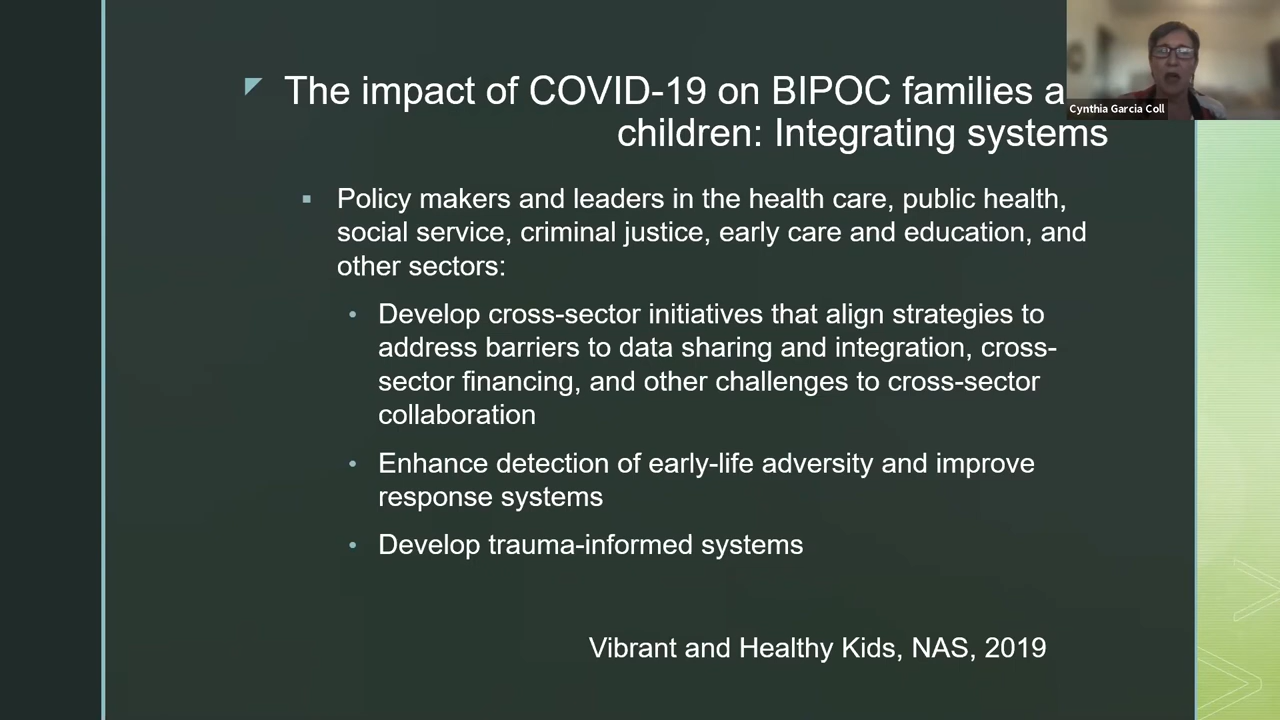 The impact of COVID-19 on BIPOC families a
children: Integrating systems
Cynthia Garcia Coll
Policy makers and leaders in the health care, public health,
social service, criminal justice, early care and education, and
other sectors:
Develop cross-sector initiatives that align strategies to
address barriers to data sharing and integration, cross-
sector financing, and other challenges to cross-sector
collaboration
Enhance detection of early-life adversity and improve
response systems
Develop trauma-informed systems
Vibrant and Healthy Kids, NAS, 2019